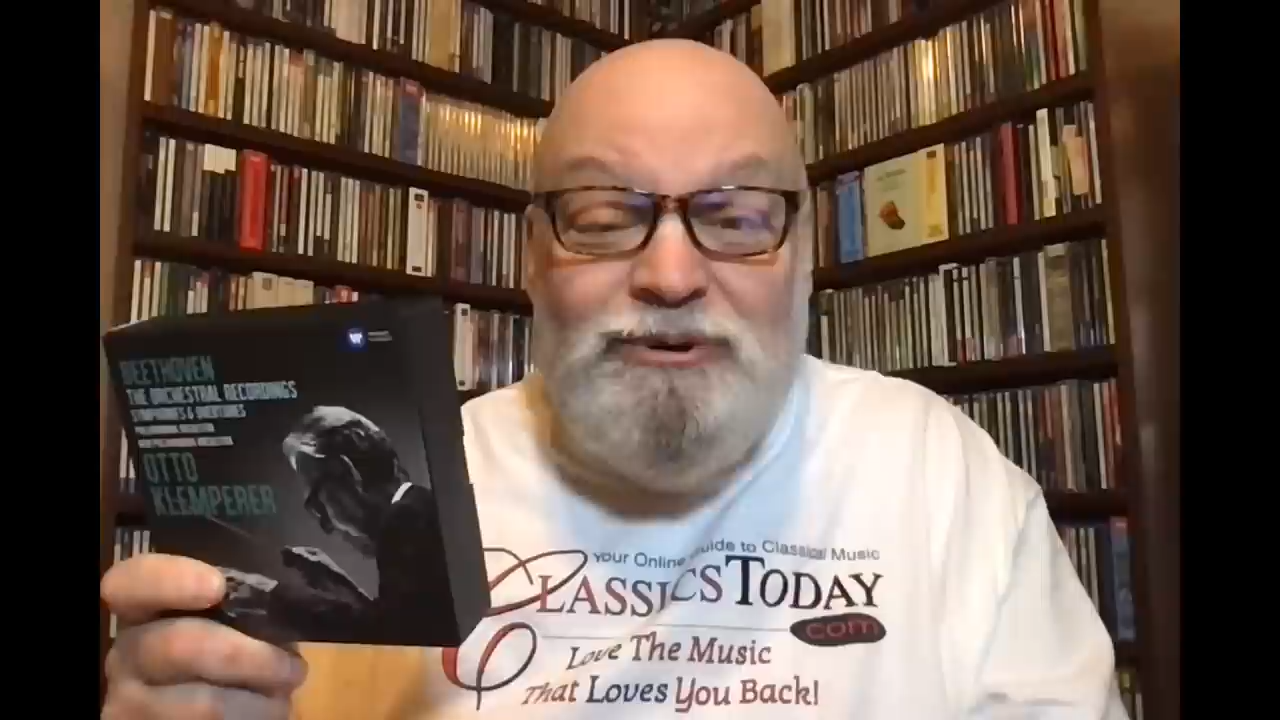 BEETHOVEN
THE ORCHESTRAL RECORDINGS
SYMPHONIES & OVERTURES
OTTO
KLEMPERER
Your Online Guide to Classical Music
CLASSICSTODAY
com
Love The Music
That Loves You Back!